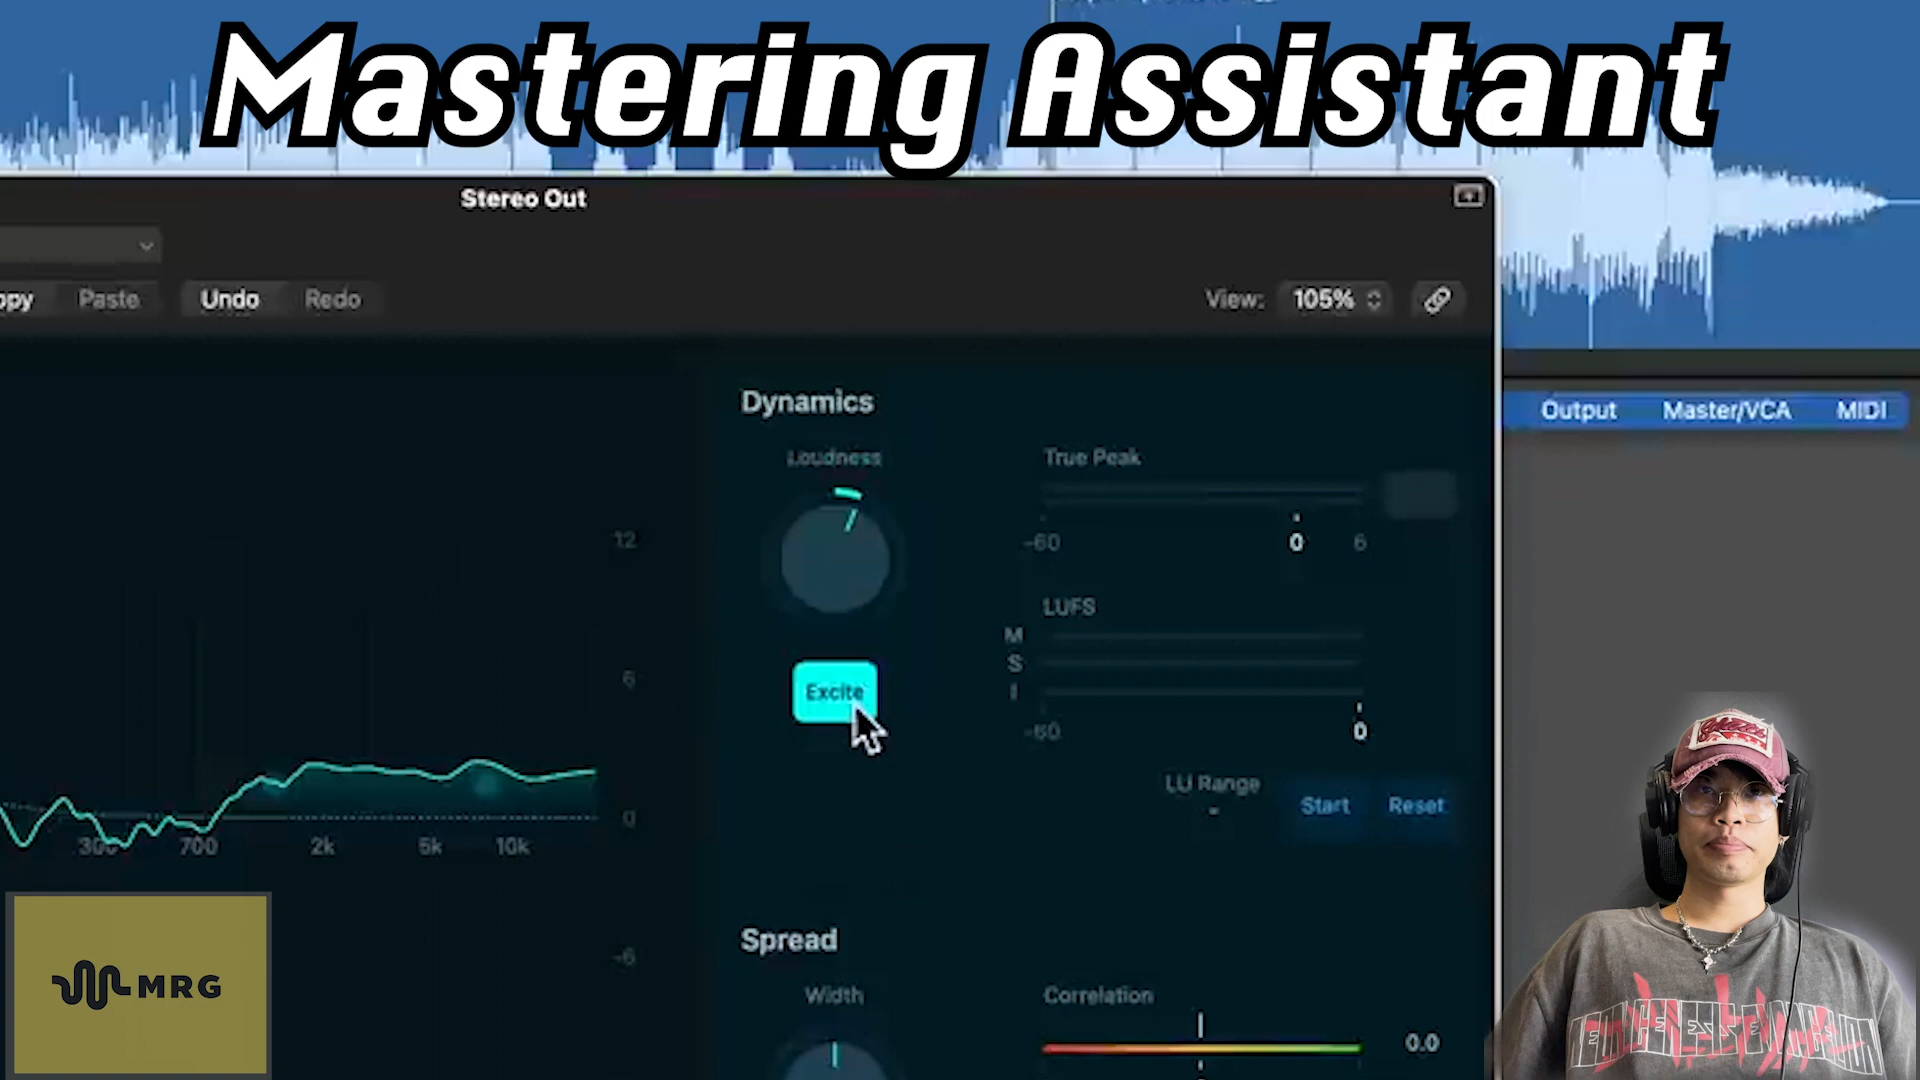 Mastering Assistant
Stereo Out
Paste
Undo
Redo
View:
105%
Dynamics
Output
Master/VCA
MIDI
Loudness
True Peak
12
-60
0
6
LUFS
M
S
I
6
Excite
-60
0
LU Range
-
Start
Reset
0
300
700
2k
5k
10k
Spread
-6
MRG
Width
Correlation
0.0